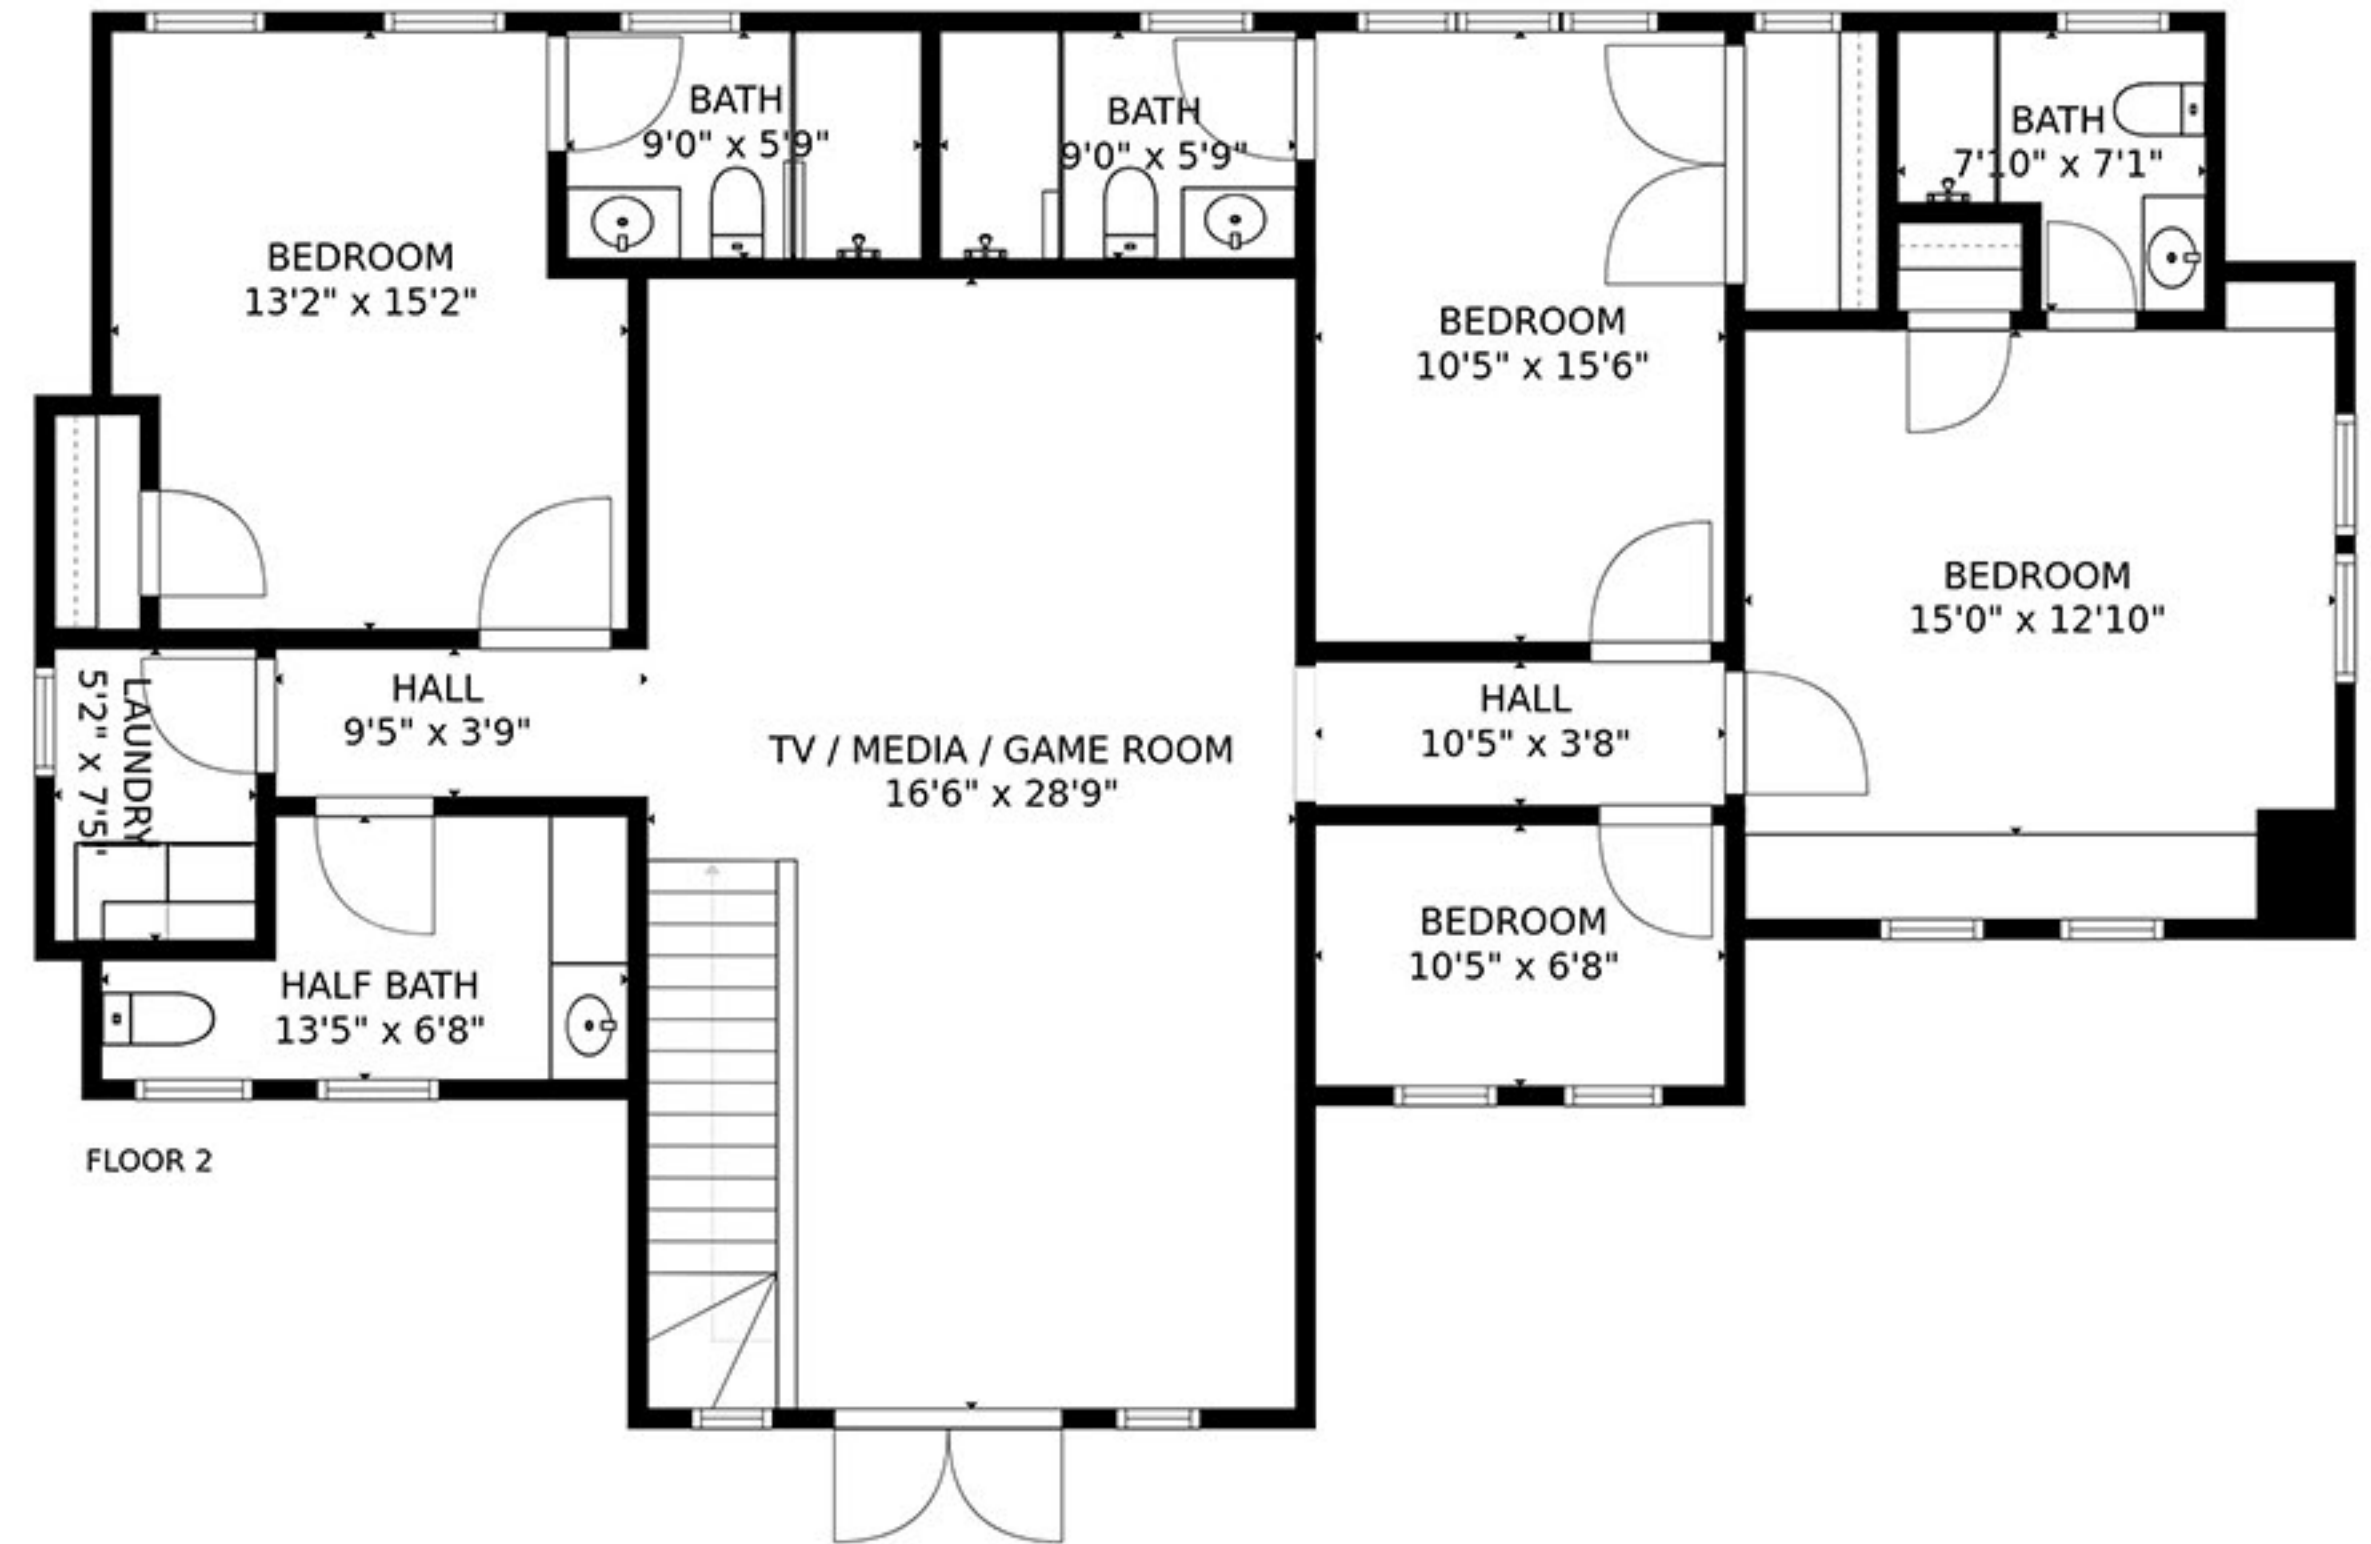 BATH
9'0" x 5'9"
BATH
9'0" x 5'9"
BATH
7'10" x 7'1"
BEDROOM
13'2" x 15'2"
BEDROOM
10'5" x 15'6"
BEDROOM
15'0" x 12'10"
LAUNDRY
5'2" x 7'5"
HALL
9'5" x 3'9"
TV / MEDIA / GAME ROOM
16'6" x 28'9"
HALL
10'5" x 3'8"
BEDROOM
10'5" x 6'8"
HALF BATH
13'5" x 6'8"
FLOOR 2